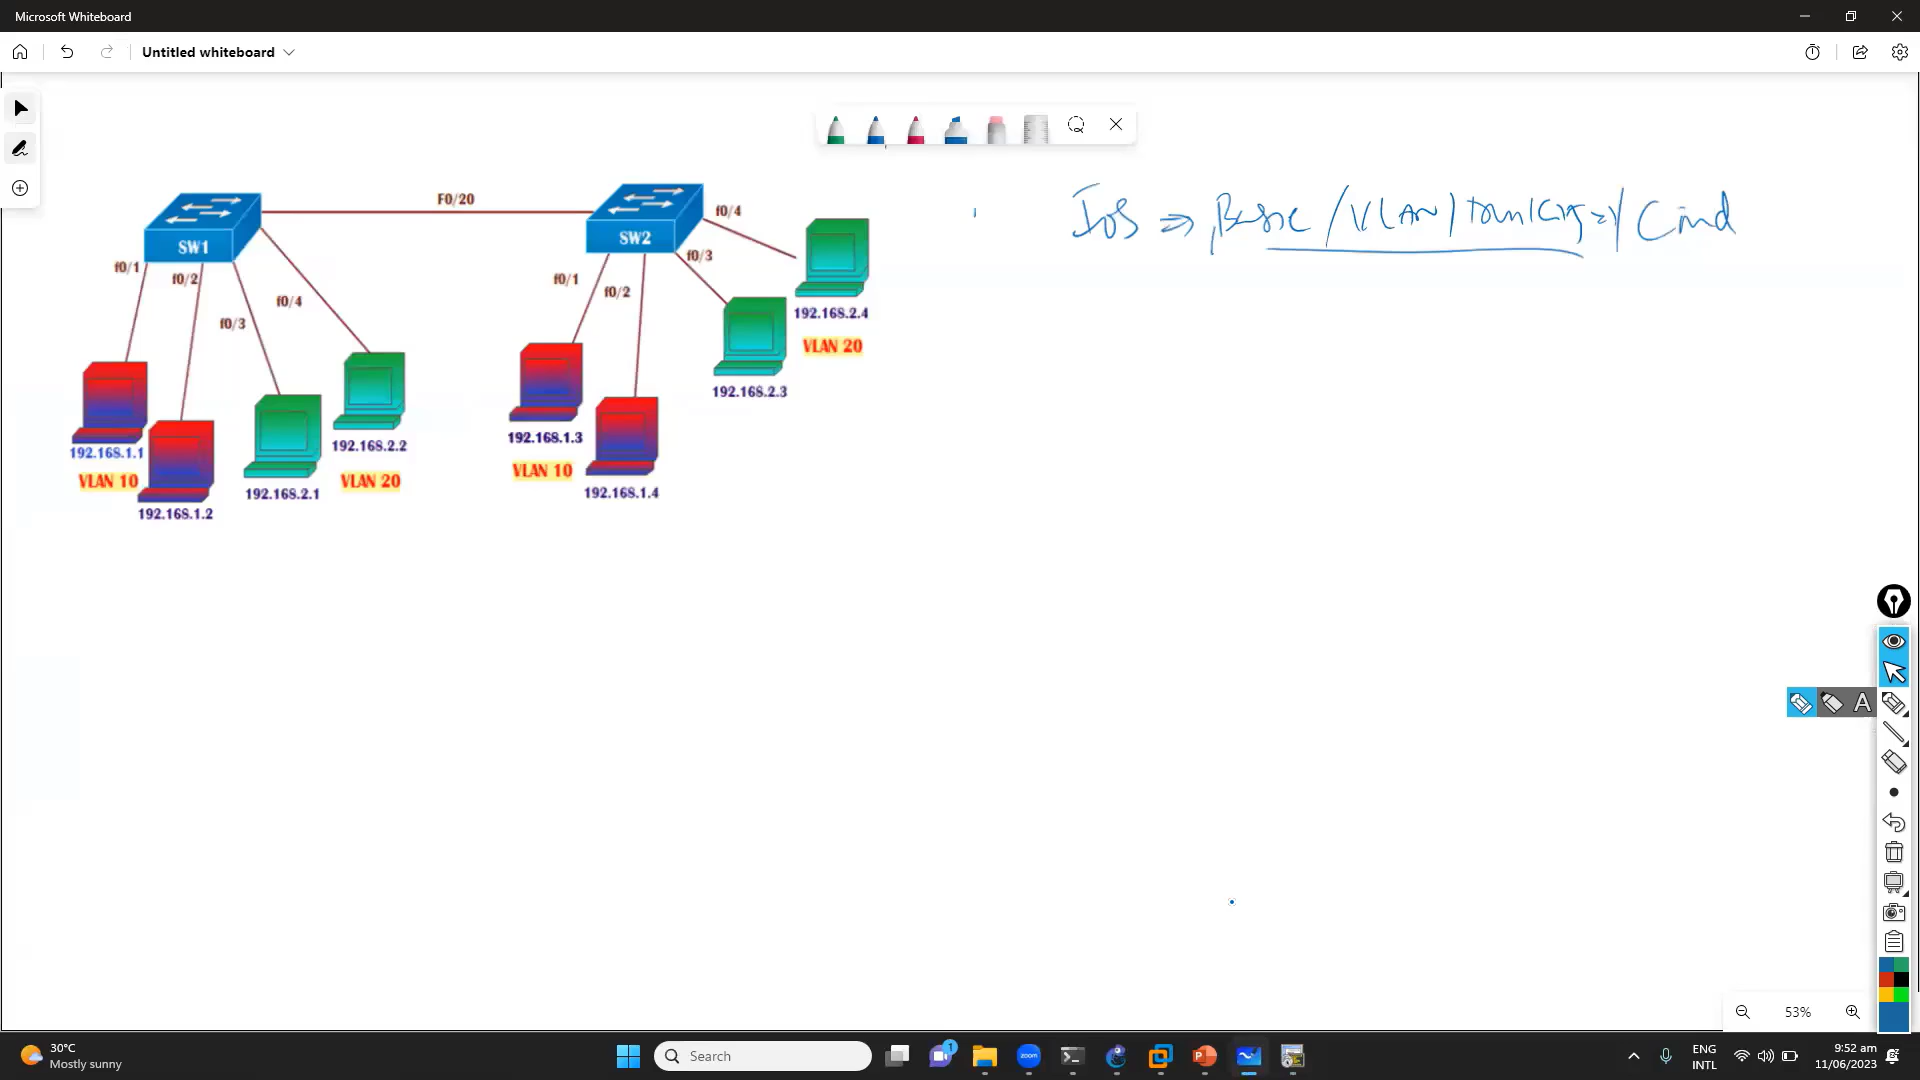 Microsoft Whiteboard
Untitled whiteboard
F0/20
SW1
SW2
f0/4
f0/3
f0/1
f0/2
f0/4
f0/3
f0/1
f0/2
192.168.2.4
VLAN 20
192.168.2.3
192.168.1.1
VLAN 10
192.168.1.2
192.168.2.1
192.168.2.2
VLAN 20
192.168.1.3
VLAN 10
192.168.1.4
IOS => Basic / VLAN / => / Cmd
A
53%
30°C
Mostly sunny
Search
1
zoom
ENG
INTL
9:52 am
11/06/2023